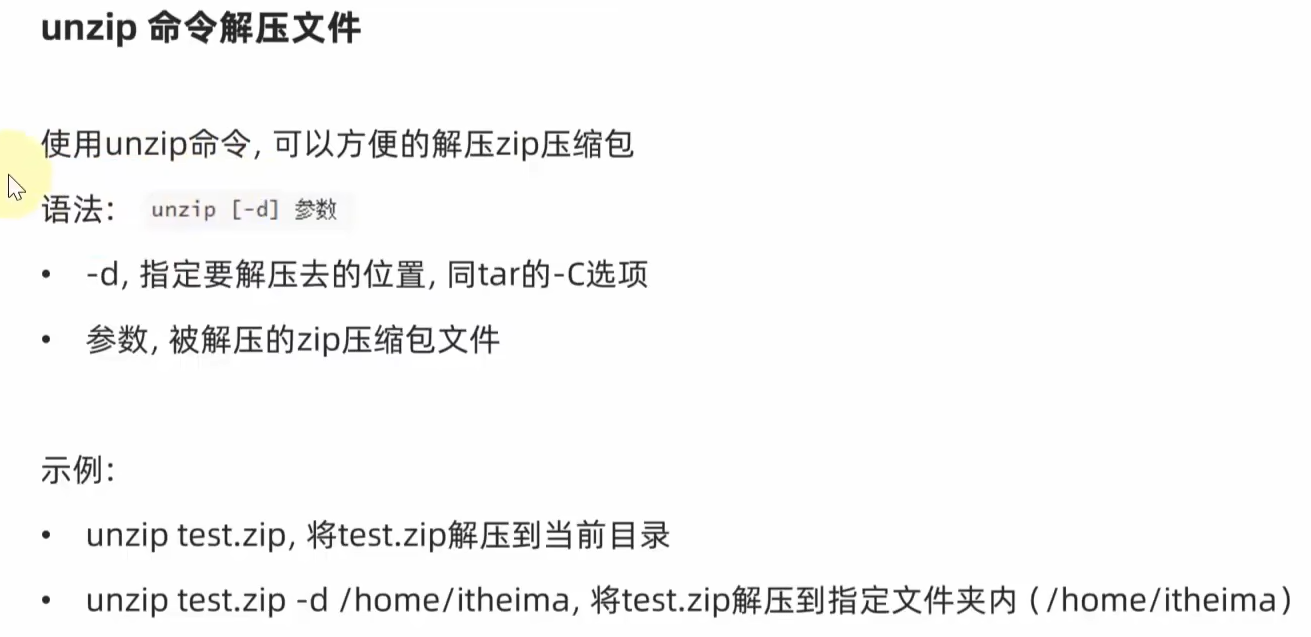 unzip 命令解压文件
使用unzip命令, 可以方便的解压zip压缩包
语法： unzip [-d] 参数
• -d, 指定要解压去的位置, 同tar的-C选项
• 参数, 被解压的zip压缩包文件
示例：
• unzip test.zip, 将test.zip解压到当前目录
• unzip test.zip -d /home/itheima, 将test.zip解压到指定文件夹内（/home/itheima）